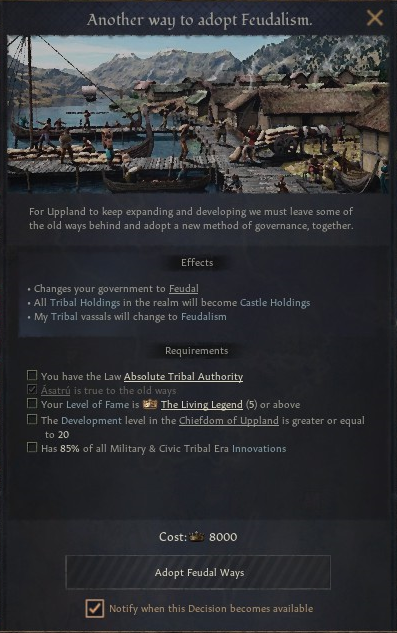 Another way to adopt Feudalism.
For Uppland to keep expanding and developing we must leave some of
the old ways behind and adopt a new method of governance, together.
Effects
• Changes your government to Feudal
• All Tribal Holdings in the realm will become Castle Holdings
• My Tribal vassals will change to Feudalism
Requirements
You have the Law Absolute Tribal Authority
Ásatrú is true to the old ways
Your Level of Fame is The Living Legend (5) or above
The Development level in the Chiefdom of Uppland is greater or equal
to 20
Has 85% of all Military & Civic Tribal Era Innovations
Cost: 8000
Adopt Feudal Ways
Notify when this Decision becomes available